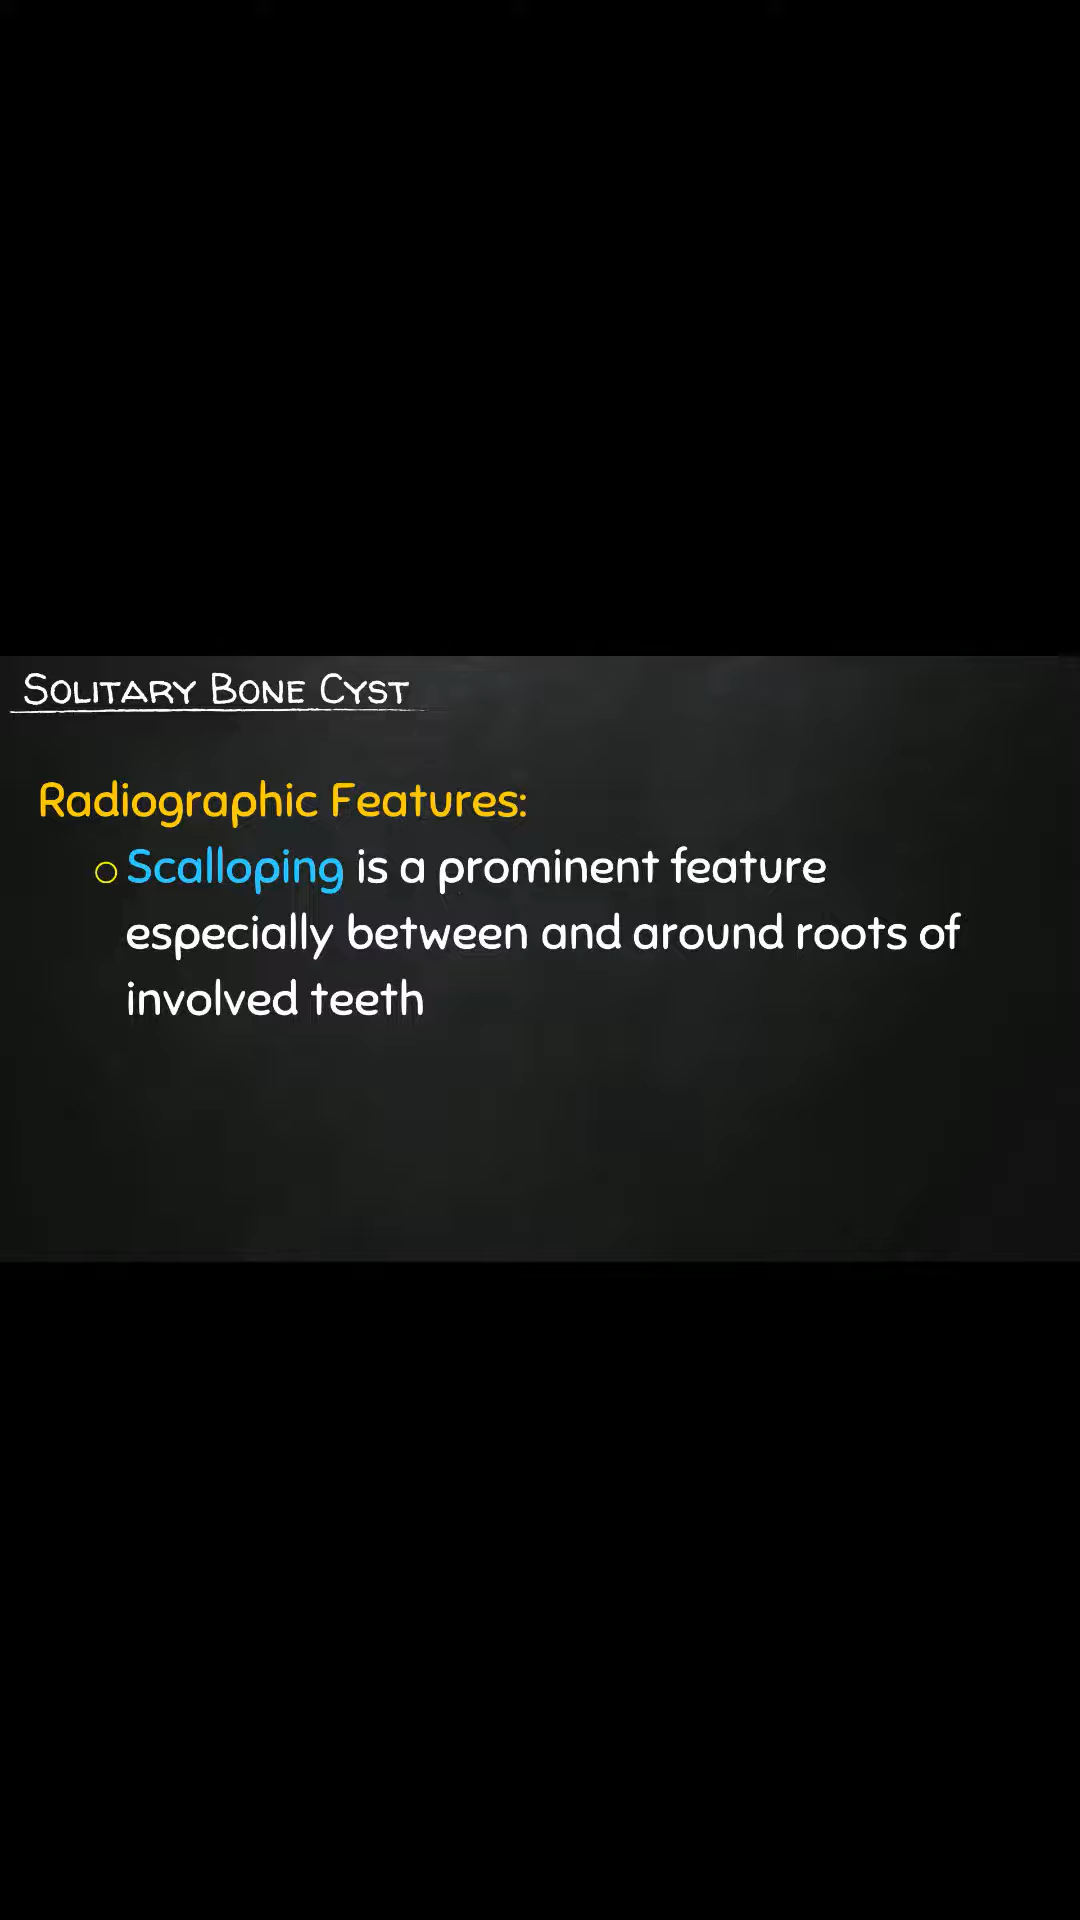 Solitary Bone Cyst
Radiographic Features:
○ Scalloping is a prominent feature
especially between and around roots of
involved teeth